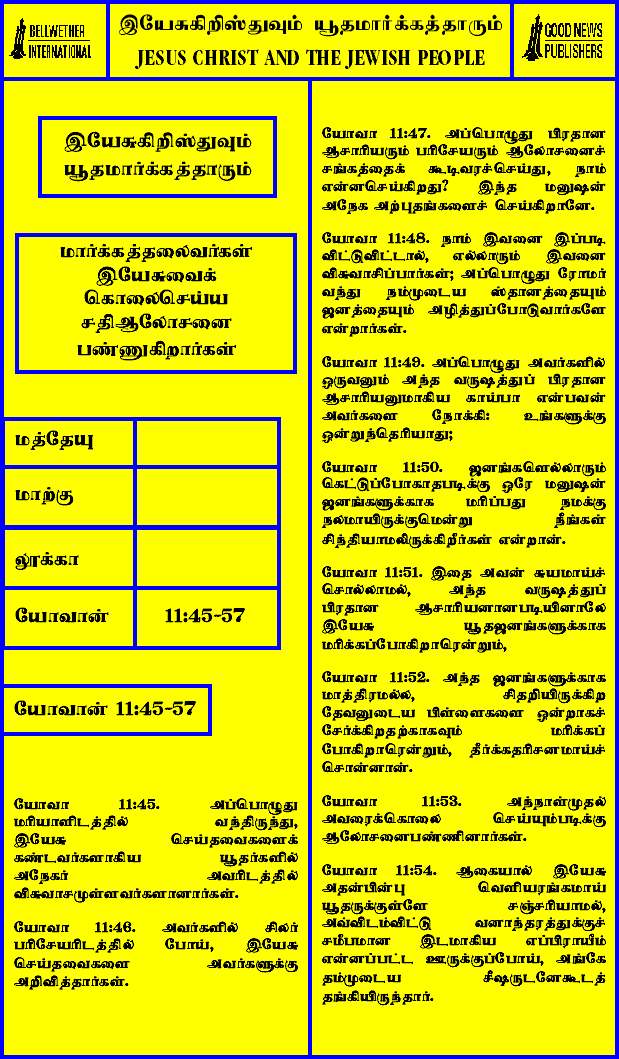 BELLWETHER
INTERNATIONAL
இயேசுகிறிஸ்துவும் யூதமார்க்கத்தாரும்
JESUS CHRIST AND THE JEWISH PEOPLE
GOOD NEWS
PUBLISHERS
இயேசுகிறிஸ்துவும்
யூதமார்க்கத்தாரும்
மார்க்கத்தலைவர்கள்
இயேசுவைக்
கொலைசெய்ய
சதிஆலோசனை
பண்ணுகிறார்கள்
மத்தேயு
மாற்கு
லூக்கா
யோவான் 11:45-57
யோவான் 11:45-57
யோவா 11:45. அப்பொழுது
மரியாளிடத்தில் வந்திருந்து,
இயேசு செய்தவைகளைக்
கண்டவர்களாகிய யூதர்களில்
அநேகர் அவரிடத்தில்
விசுவாசமுள்ளவர்களானார்கள்.
யோவா 11:46. அவர்களில் சிலர்
பரிசேயரிடத்தில் போய், இயேசு
செய்தவைகளை அவர்களுக்கு
அறிவித்தார்கள்.
யோவா 11:47. அப்பொழுது பிரதான
ஆசாரியரும் பரிசேயரும் ஆலோசனைச்
சங்கத்தைக் கூடிவரச்செய்து, நாம்
என்னசெய்கிறது? இந்த மனுஷன்
அநேக அற்புதங்களைச் செய்கிறானே.
யோவா 11:48. நாம் இவனை இப்படி
விட்டுவிட்டால், எல்லாரும் இவனை
விசுவாசிப்பார்கள்; அப்பொழுது ரோமர்
வந்து நம்முடைய ஸ்தானத்தையும்
ஜனத்தையும் அழித்துப்போடுவார்களே
என்றார்கள்.
யோவா 11:49. அப்பொழுது அவர்களில்
ஒருவனும் அந்த வருஷத்துப் பிரதான
ஆசாரியனுமாகிய காய்பா என்பவன்
அவர்களை நோக்கி: உங்களுக்கு
ஒன்றுந்தெரியாது;
யோவா 11:50. ஜனங்களெல்லாரும்
கெட்டுப்போகாதபடிக்கு ஒரே மனுஷன்
ஜனங்களுக்காக மரிப்பது நமக்கு
நலமாயிருக்குமென்று நீங்கள்
சிந்தியாமலிருக்கிறீர்கள் என்றான்.
யோவா 11:51. இதை அவன் சுயமாய்ச்
சொல்லாமல், அந்த வருஷத்துப்
பிரதான ஆசாரியனானபடியினாலே
இயேசு யூதஜனங்களுக்காக
மரிக்கப்போகிறாரென்றும்,
யோவா 11:52. அந்த ஜனங்களுக்காக
மாத்திரமல்ல, சிதறியிருக்கிற
தேவனுடைய பிள்ளைகளை ஒன்றாகச்
சேர்க்கிறதற்காகவும் மரிக்கப்
போகிறாரென்றும், தீர்க்கதரிசனமாய்ச்
சொன்னான்.
யோவா 11:53. அந்நாள்முதல்
அவரைக்கொலை செய்யும்படிக்கு
ஆலோசனைபண்ணினார்கள்.
யோவா 11:54. ஆகையால் இயேசு
அதன்பின்பு வெளியரங்கமாய்
யூதருக்குள்ளே சஞ்சரியாமல்,
அவ்விடம்விட்டு வனாந்தரத்துக்குச்
சமீபமான இடமாகிய எப்பிராயீம்
என்னப்பட்ட ஊருக்குப்போய், அங்கே
தம்முடைய சீஷருடனேகூடத்
தங்கியிருந்தார்.